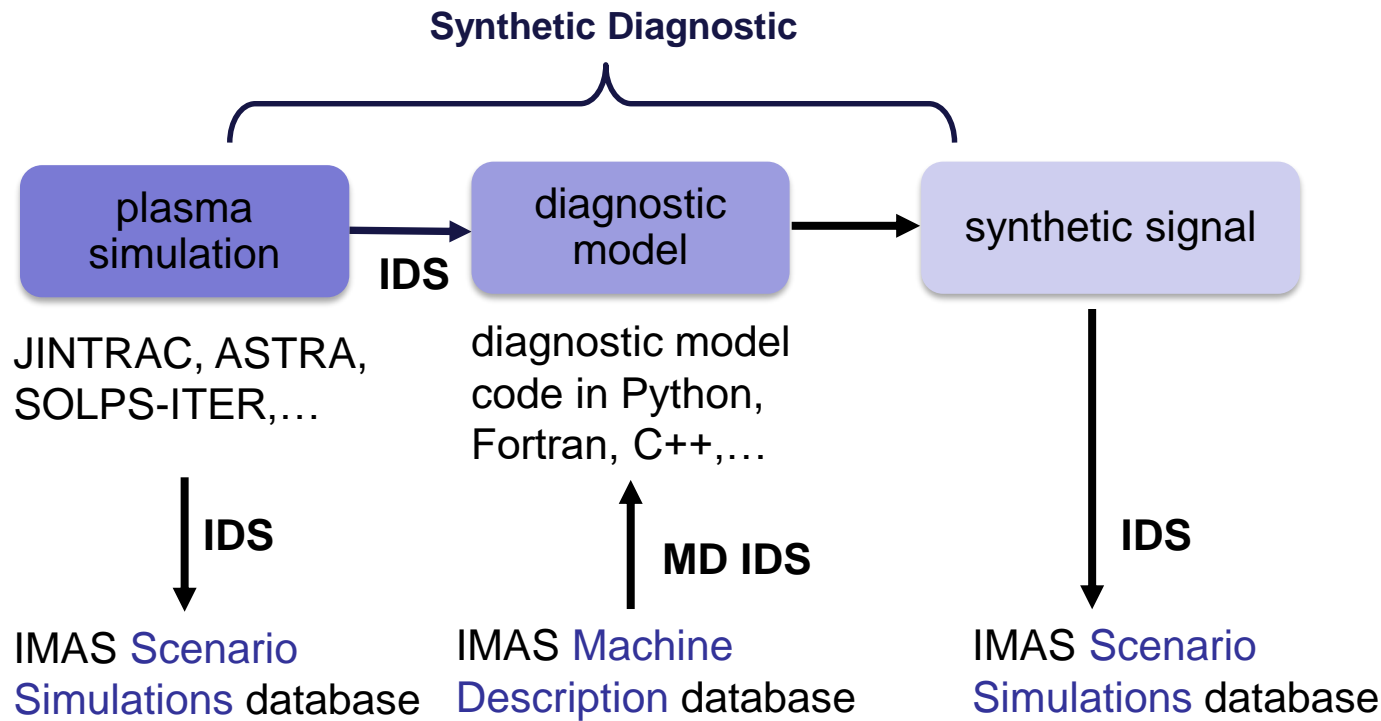 Synthetic Diagnostic
plasma
simulation
IDS
diagnostic
model
synthetic signal
JINTRAC, ASTRA,
SOLPS-ITER,…
diagnostic model
code in Python,
Fortran, C++,…
IDS
MD IDS
IDS
IMAS Scenario
Simulations database
IMAS Machine
Description database
IMAS Scenario
Simulations database